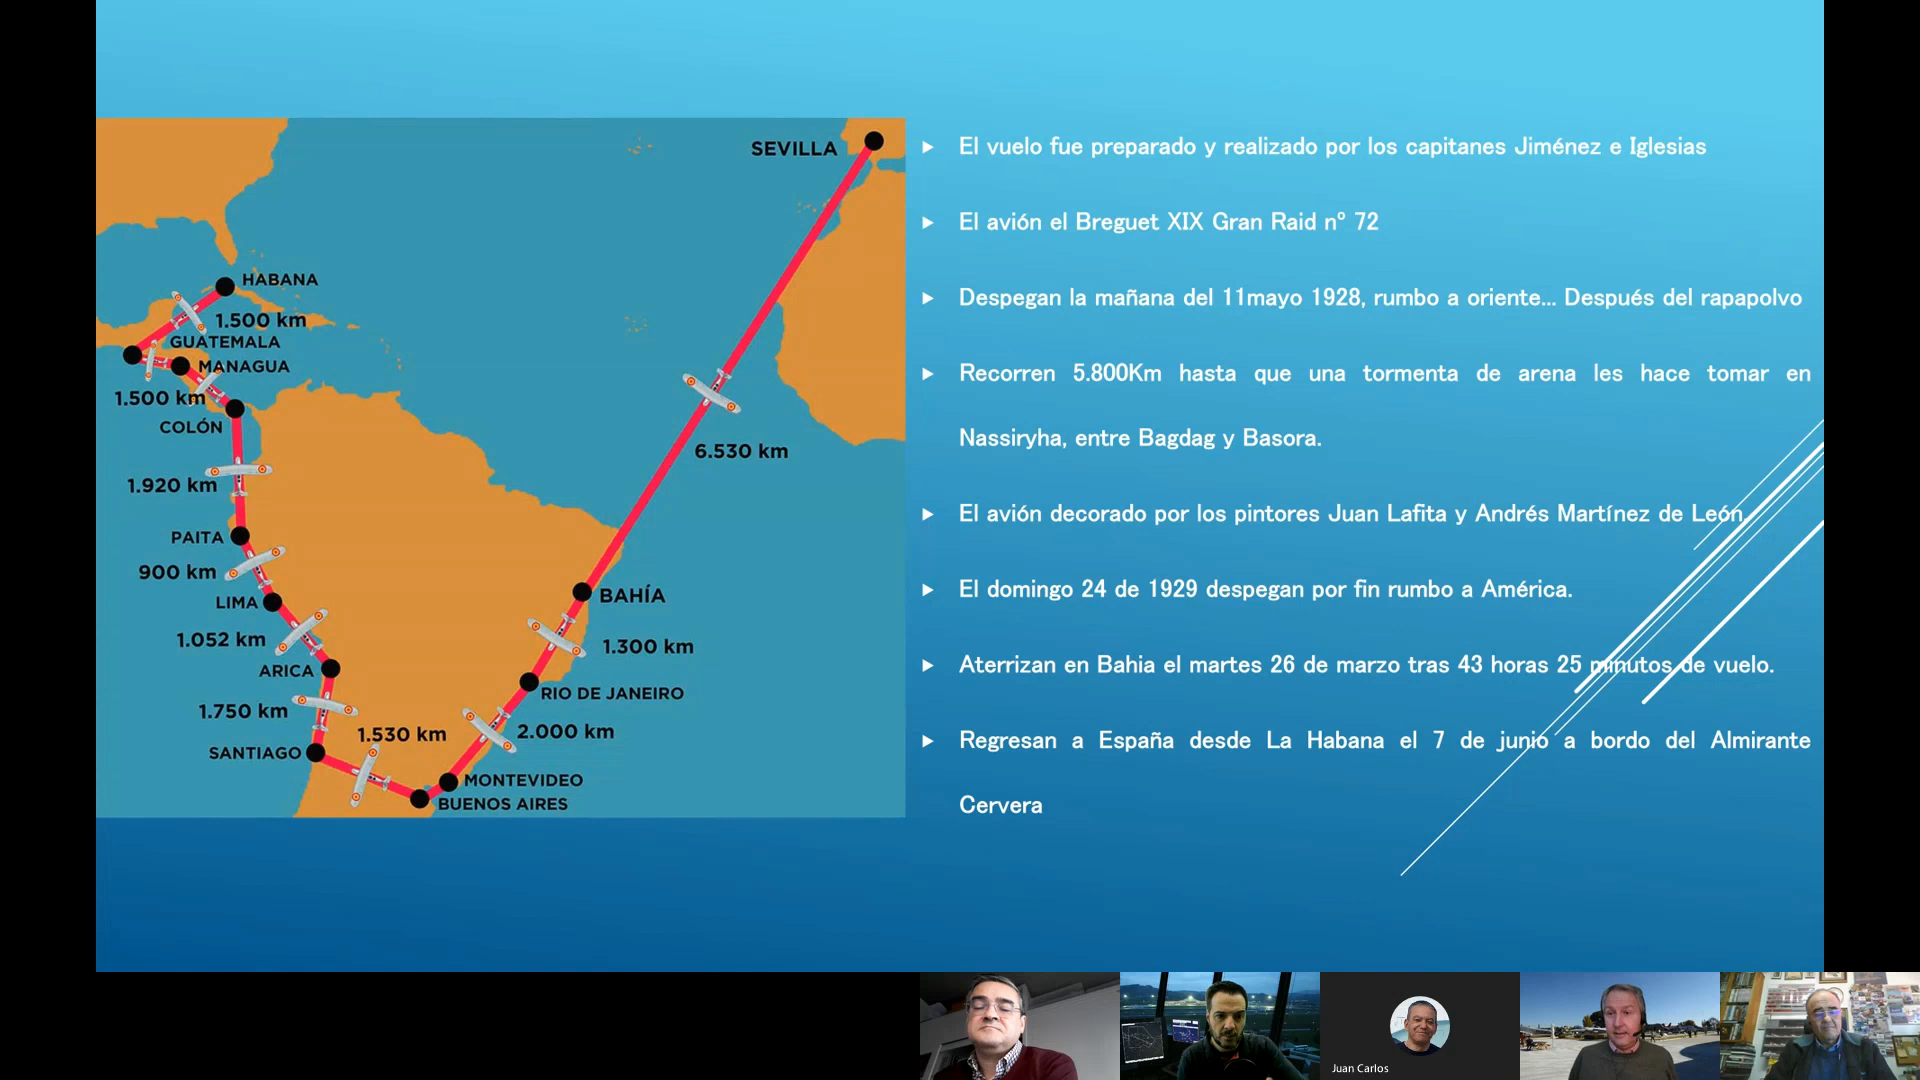 SEVILLA
HABANA
1.500 km
GUATEMALA
MANAGUA
1.500 km
COLÓN
6.530 km
1.920 km
PAITA
900 km
LIMA
BAHÍA
1.052 km
1.300 km
ARICA
RIO DE JANEIRO
1.750 km
1.530 km
2.000 km
SANTIAGO
MONTEVIDEO
BUENOS AIRES
El vuelo fue preparado y realizado por los capitanes Jiménez e Iglesias
El avión el Breguet XIX Gran Raid nº 72
Despegan la mañana del 11mayo 1928, rumbo a oriente... Después del rapapolvo
Recorren 5.800Km hasta que una tormenta de arena les hace tomar en
Nassiryha, entre Bagdag y Basora.
El avión decorado por los pintores Juan Lafita y Andrés Martínez de León.
El domingo 24 de 1929 despegan por fin rumbo a América.
Aterrizan en Bahia el martes 26 de marzo tras 43 horas 25 minutos de vuelo.
Regresan a España desde La Habana el 7 de junio a bordo del Almirante
Cervera
Juan Carlos